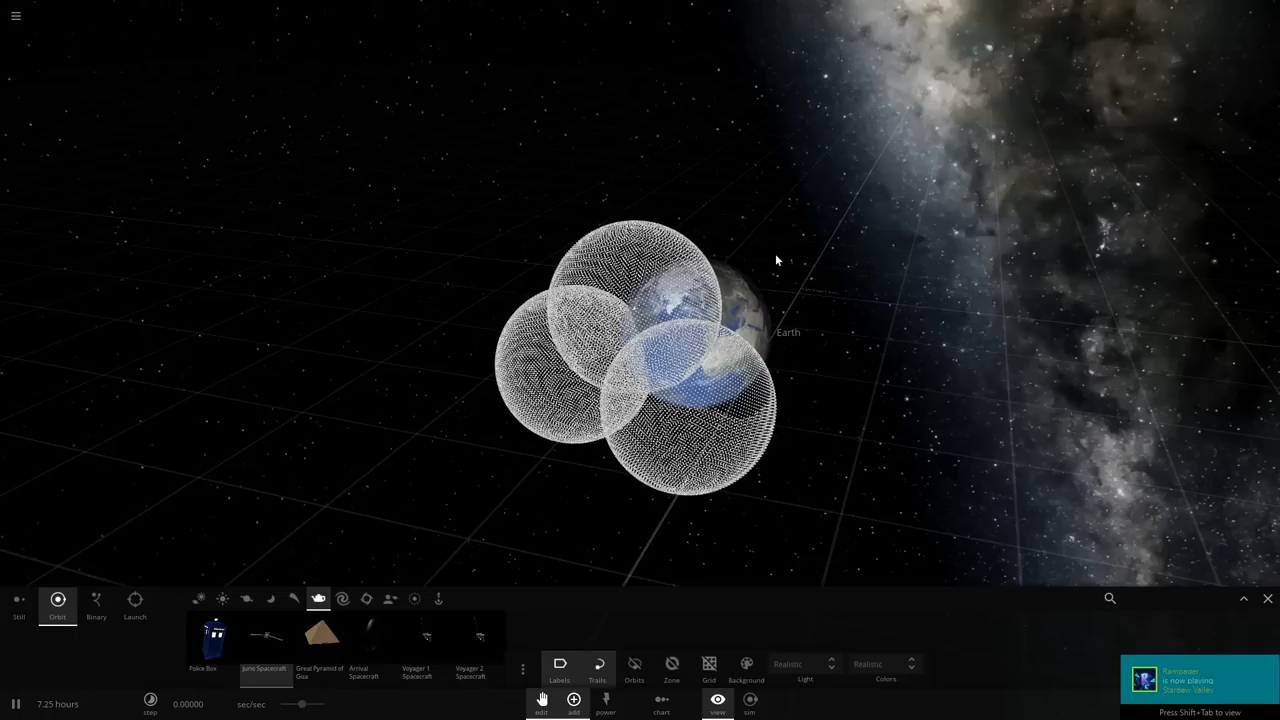 Earth
Still
Orbit
Binary
Launch
Police Box
Juno Spacecraft
Great Pyramid of
Giza
Arrival
Spacecraft
Voyager 1
Spacecraft
Voyager 2
Spacecraft
Labels
Trails
Orbits
Zone
Grid
Background
Realistic
Light
Realistic
Colors
7.25 hours
step
0.00000
sec/sec
edit
add
power
chart
view
sim
Rampager
is now playing
Stardew Valley
Press Shift+Tab to view